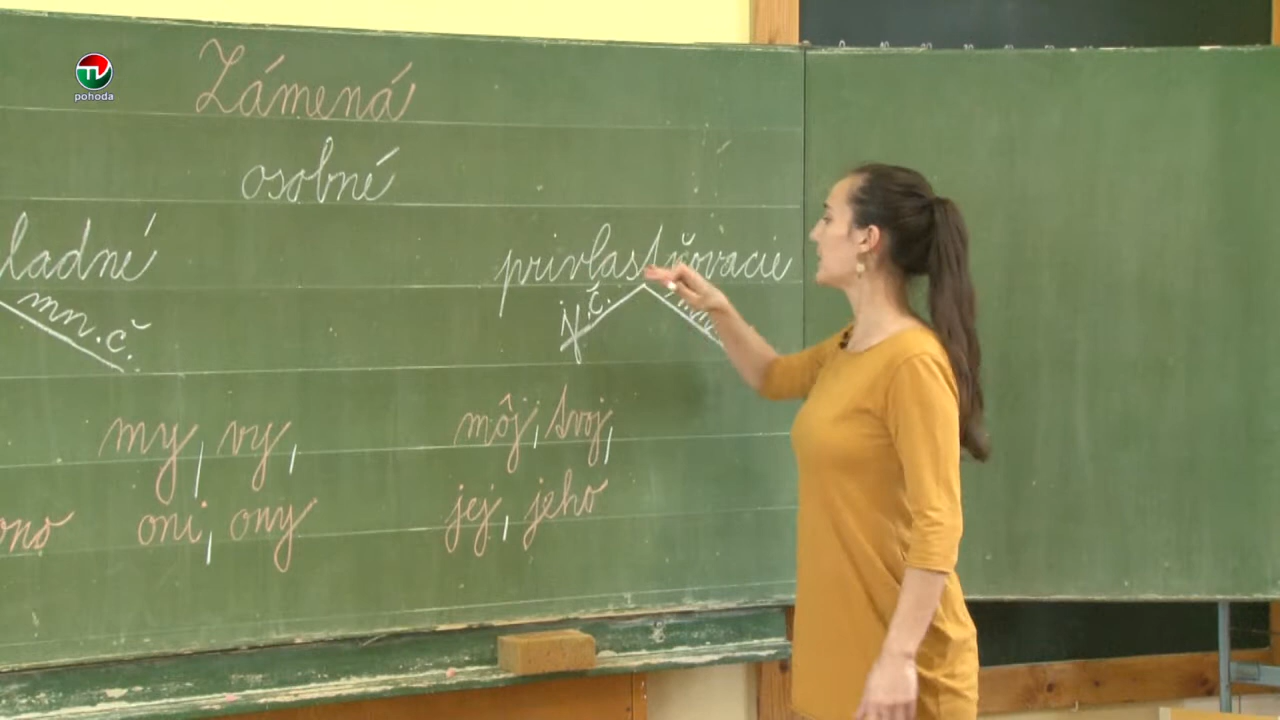 TV
pohoda
Zámená
osobné
ladné
privlastňovacie
mn. č.
j. č.
my, vy,
môj, tvoj,
ono
oni, ony
jej, jeho